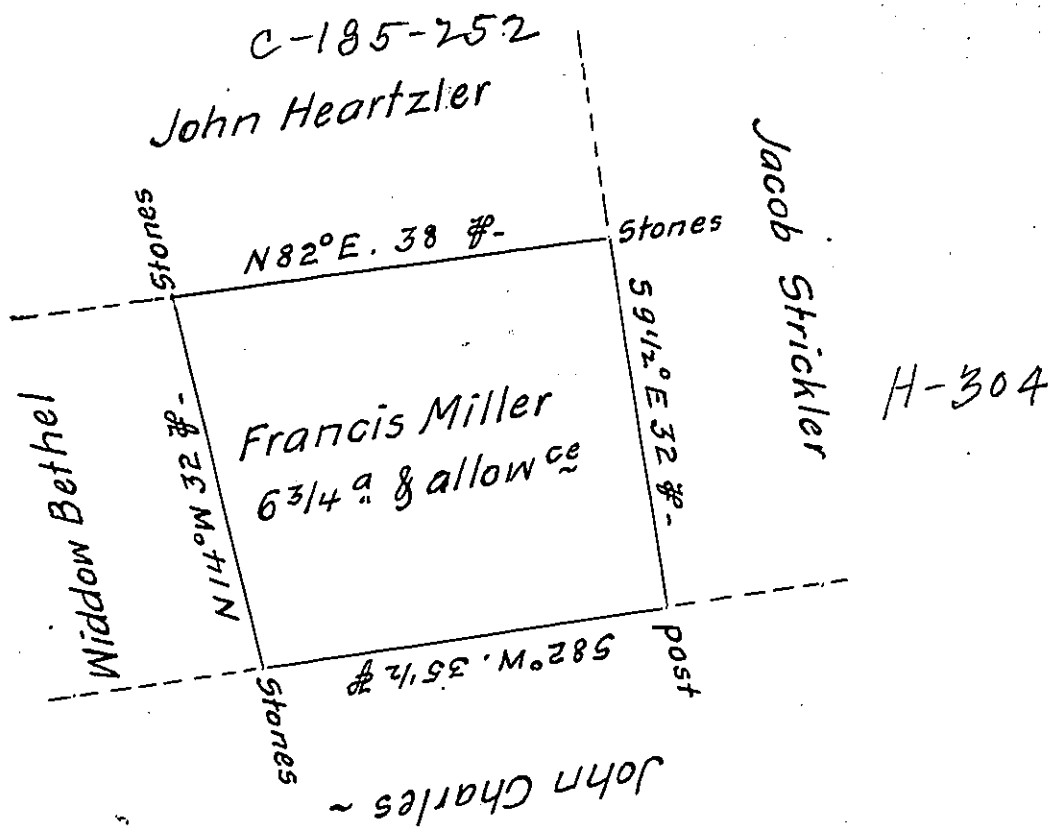 C-185-252
John Heartzler
Jacob Strickler
Stones
N82°E. 38 ₱-
Stones
S9½°E 32 ₱-
H-304
Widdow Bethel
N14°W 32 ₱-
Francis Miller
6¾ a & allowce
S82°W. 35½ ₱
post
Stones
John Charles ~